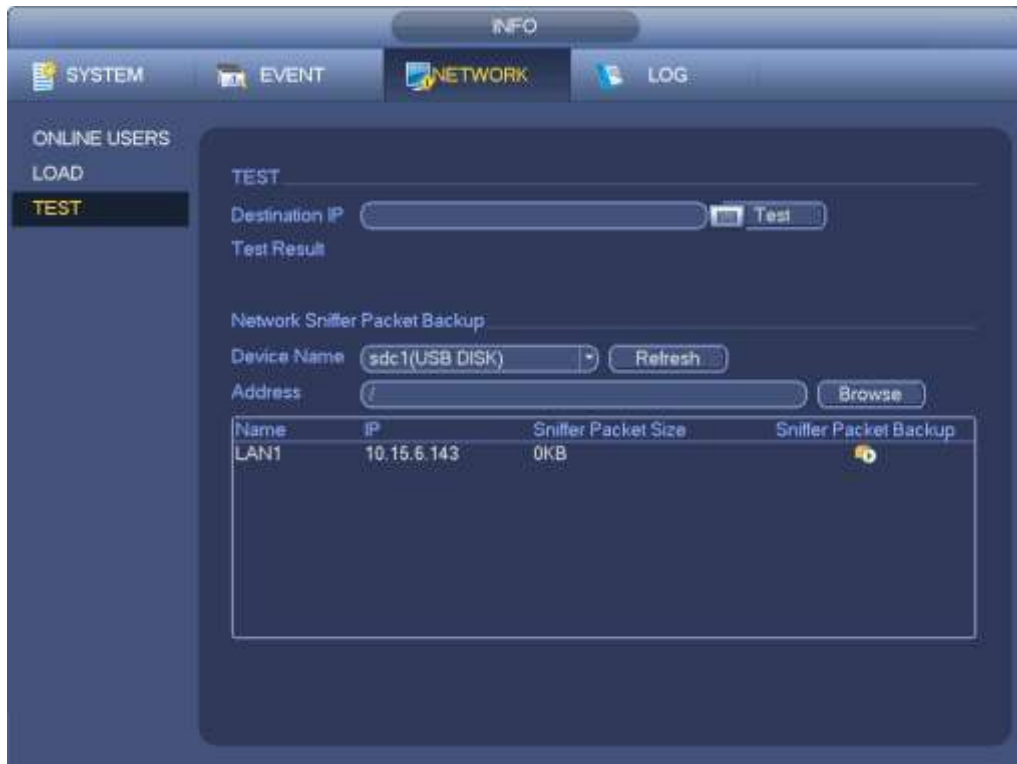 INFO
SYSTEM EVENT NETWORK LOG
ONLINE USERS
LOAD
TEST
TEST
Destination IP Test
Test Result
Network Sniffer Packet Backup
Device Name sdc1(USB DISK) Refresh
Address / Browse
Name IP Sniffer Packet Size Sniffer Packet Backup
LAN1 10.15.6.143 0KB